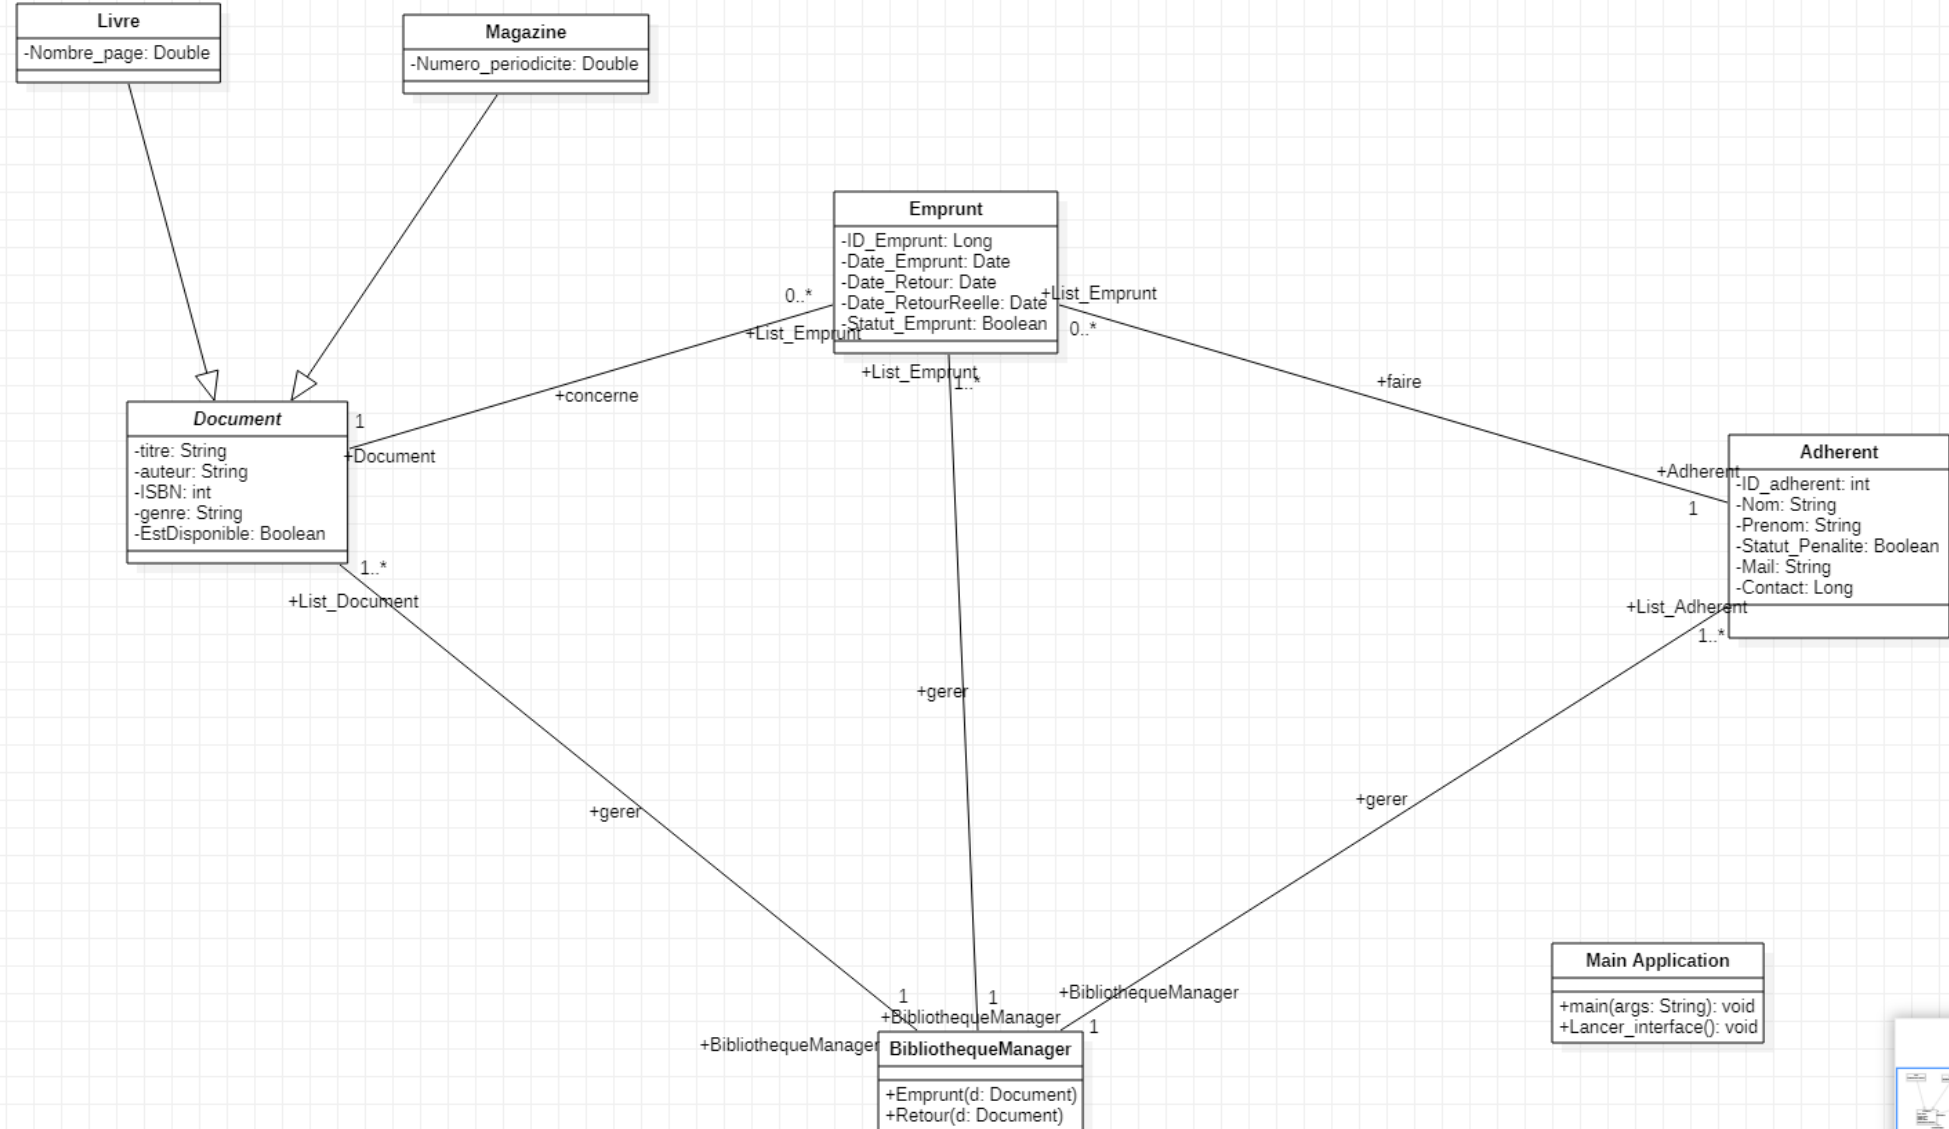 Livre
-Nombre_page: Double
Magazine
-Numero_periodicite: Double
Emprunt
-ID_Emprunt: Long
-Date_Emprunt: Date
-Date_Retour: Date
-Date_RetourReelle: Date
-Statut_Emprunt: Boolean
0..*
+List_Emprunt
+List_Emprunt
0..*
+List_Emprunt
1..*
+concerne
+faire
Document
-titre: String
-auteur: String
-ISBN: int
-genre: String
-EstDisponible: Boolean
1
+Document
1..*
+List_Document
Adherent
-ID_adherent: int
-Nom: String
-Prenom: String
-Statut_Penalite: Boolean
-Mail: String
-Contact: Long
+Adherent
1
+List_Adherent
1..*
+gerer
+gerer
+gerer
1
1
+BibliothequeManager
+BibliothequeManager
1
+BibliothequeManager
BibliothequeManager
+Emprunt(d: Document)
+Retour(d: Document)
Main Application
+main(args: String): void
+Lancer_interface(): void